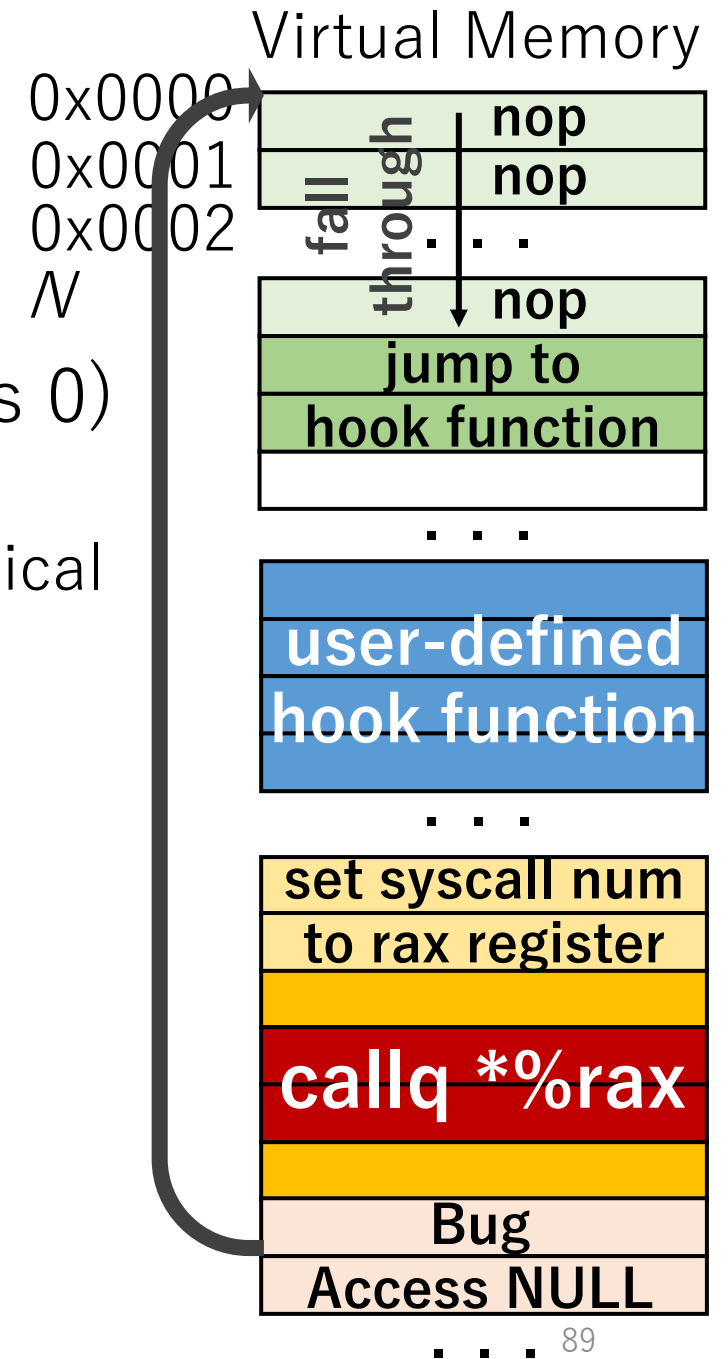 Virtual Memory
0x0000
0x0001
0x0002
N
s 0)
ical
nop
nop
. . .
fall
through
nop
jump to
hook function
. . .
user-defined
hook function
. . .
set syscall num
to rax register
callq *%rax
Bug
Access NULL
. . .
89